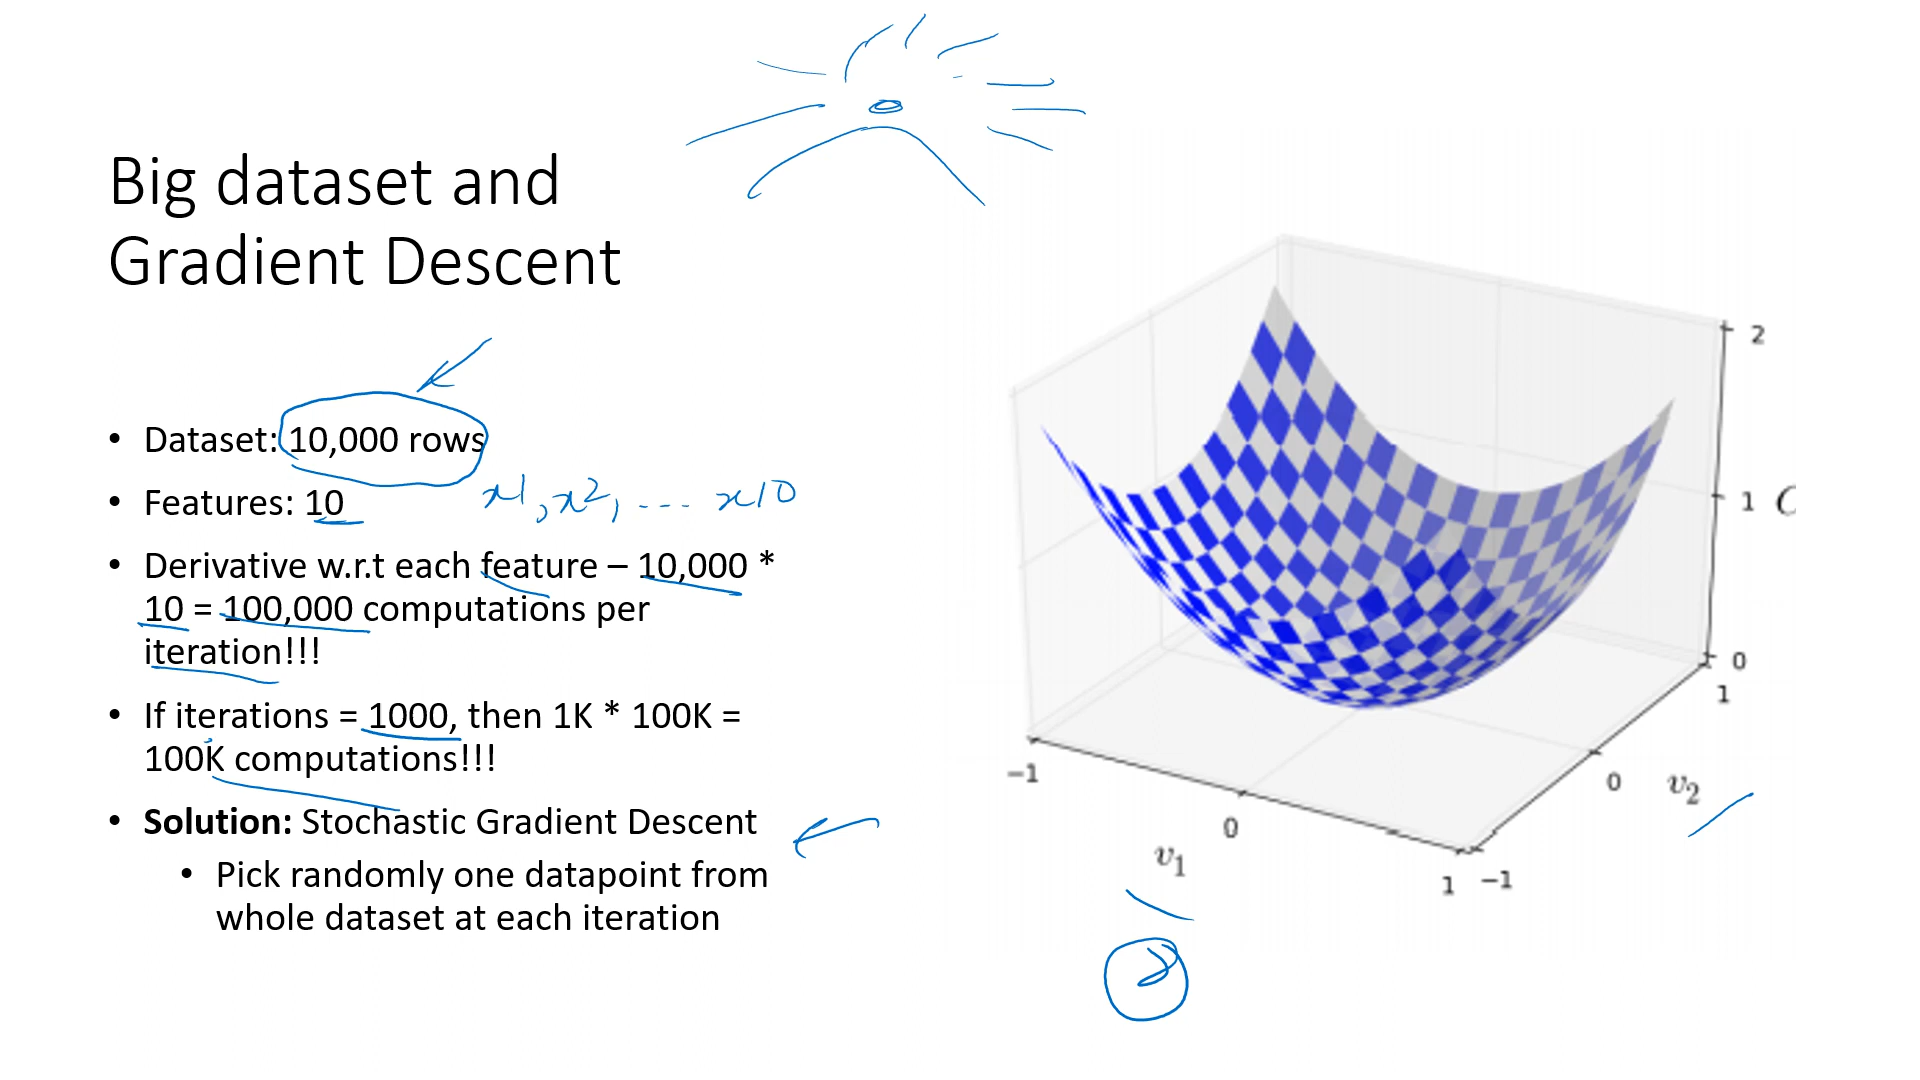 Big dataset and
Gradient Descent
• Dataset: 10,000 rows
• Features: 10
x1, x2, --- x10
• Derivative w.r.t each feature – 10,000 *
10 = 100,000 computations per
iteration!!!
• If iterations = 1000, then 1K * 100K =
100K computations!!!
• Solution: Stochastic Gradient Descent
• Pick randomly one datapoint from
whole dataset at each iteration
2
1 C
0
1
0 v₂
−1
0
v₁
1 −1
2